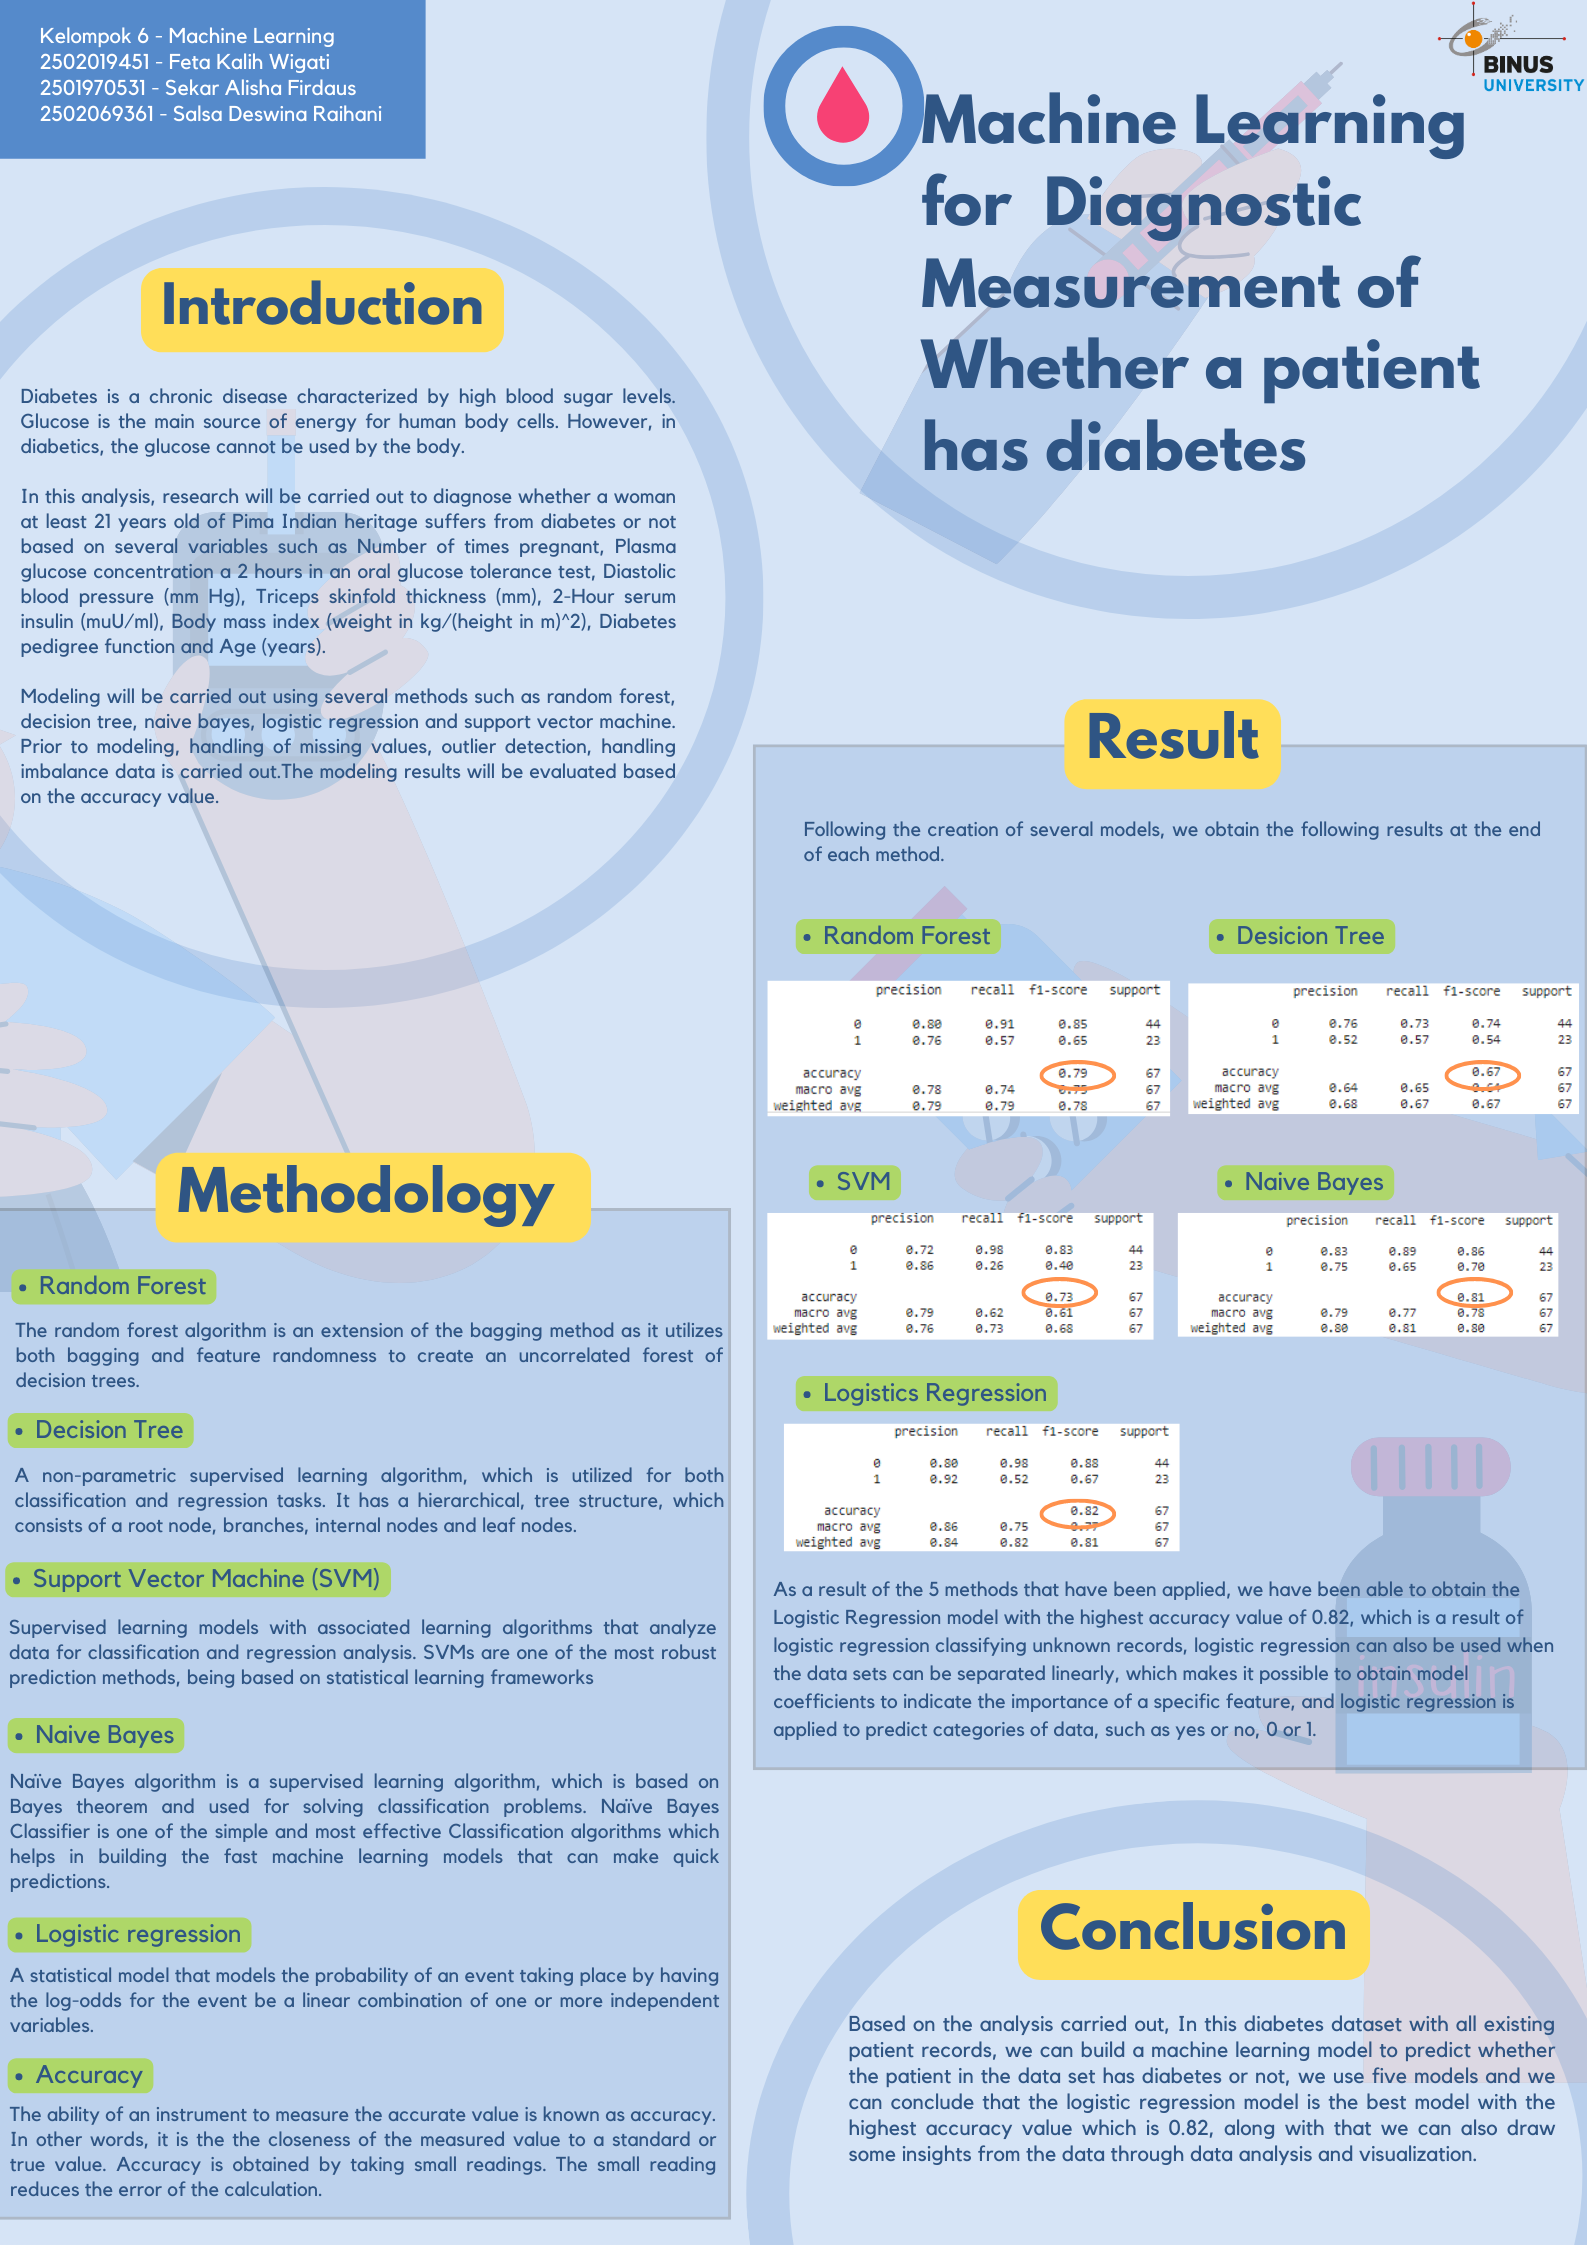 Kelompok 6 - Machine Learning
2502019451 - Feta Kalih Wigati
2501970531 - Sekar Alisha Firdaus
2502069361 - Salsa Deswina Raihani
BINUS
UNIVERSITY
Machine Learning
for Diagnostic
Measurement of
Whether a patient
has diabetes
Introduction
Diabetes is a chronic disease characterized by high blood sugar levels.
Glucose is the main source of energy for human body cells. However, in
diabetics, the glucose cannot be used by the body.
In this analysis, research will be carried out to diagnose whether a woman
at least 21 years old of Pima Indian heritage suffers from diabetes or not
based on several variables such as Number of times pregnant, Plasma
glucose concentration a 2 hours in an oral glucose tolerance test, Diastolic
blood pressure (mm Hg), Triceps skinfold thickness (mm), 2-Hour serum
insulin (muU/ml), Body mass index (weight in kg/(height in m)^2), Diabetes
pedigree function and Age (years).
Modeling will be carried out using several methods such as random forest,
decision tree, naive bayes, logistic regression and support vector machine.
Prior to modeling, handling of missing values, outlier detection, handling
imbalance data is carried out.The modeling results will be evaluated based
on the accuracy value.
Methodology
• Random Forest
The random forest algorithm is an extension of the bagging method as it utilizes
both bagging and feature randomness to create an uncorrelated forest of
decision trees.
• Decision Tree
A non-parametric supervised learning algorithm, which is utilized for both
classification and regression tasks. It has a hierarchical, tree structure, which
consists of a root node, branches, internal nodes and leaf nodes.
• Support Vector Machine (SVM)
Supervised learning models with associated learning algorithms that analyze
data for classification and regression analysis. SVMs are one of the most robust
prediction methods, being based on statistical learning frameworks
• Naive Bayes
Naïve Bayes algorithm is a supervised learning algorithm, which is based on
Bayes theorem and used for solving classification problems. Naïve Bayes
Classifier is one of the simple and most effective Classification algorithms which
helps in building the fast machine learning models that can make quick
predictions.
• Logistic regression
A statistical model that models the probability of an event taking place by having
the log-odds for the event be a linear combination of one or more independent
variables.
• Accuracy
The ability of an instrument to measure the accurate value is known as accuracy.
In other words, it is the the closeness of the measured value to a standard or
true value. Accuracy is obtained by taking small readings. The small reading
reduces the error of the calculation.
Result
Following the creation of several models, we obtain the following results at the end
of each method.
• Random Forest
precision recall f1-score support
0 0.80 0.91 0.85 44
1 0.76 0.57 0.65 23
accuracy 0.79 67
macro avg 0.78 0.74 0.75 67
weighted avg 0.79 0.79 0.78 67
• Desicion Tree
precision recall f1-score support
0 0.76 0.73 0.74 44
1 0.52 0.57 0.54 23
accuracy 0.67 67
macro avg 0.64 0.65 0.64 67
weighted avg 0.68 0.67 0.67 67
• SVM
precision recall f1-score support
0 0.72 0.98 0.83 44
1 0.86 0.26 0.40 23
accuracy 0.73 67
macro avg 0.79 0.62 0.61 67
weighted avg 0.76 0.73 0.68 67
• Naive Bayes
precision recall f1-score support
0 0.83 0.89 0.86 44
1 0.75 0.65 0.70 23
accuracy 0.81 67
macro avg 0.79 0.77 0.78 67
weighted avg 0.80 0.81 0.80 67
• Logistics Regression
precision recall f1-score support
0 0.80 0.98 0.88 44
1 0.92 0.52 0.67 23
accuracy 0.82 67
macro avg 0.86 0.75 0.77 67
weighted avg 0.84 0.82 0.81 67
As a result of the 5 methods that have been applied, we have been able to obtain the
Logistic Regression model with the highest accuracy value of 0.82, which is a result of
logistic regression classifying unknown records, logistic regression can also be used when
the data sets can be separated linearly, which makes it possible to obtain model
coefficients to indicate the importance of a specific feature, and logistic regression is
applied to predict categories of data, such as yes or no, 0 or 1.
insulin
Conclusion
Based on the analysis carried out, In this diabetes dataset with all existing
patient records, we can build a machine learning model to predict whether
the patient in the data set has diabetes or not, we use five models and we
can conclude that the logistic regression model is the best model with the
highest accuracy value which is 0.82, along with that we can also draw
some insights from the data through data analysis and visualization.